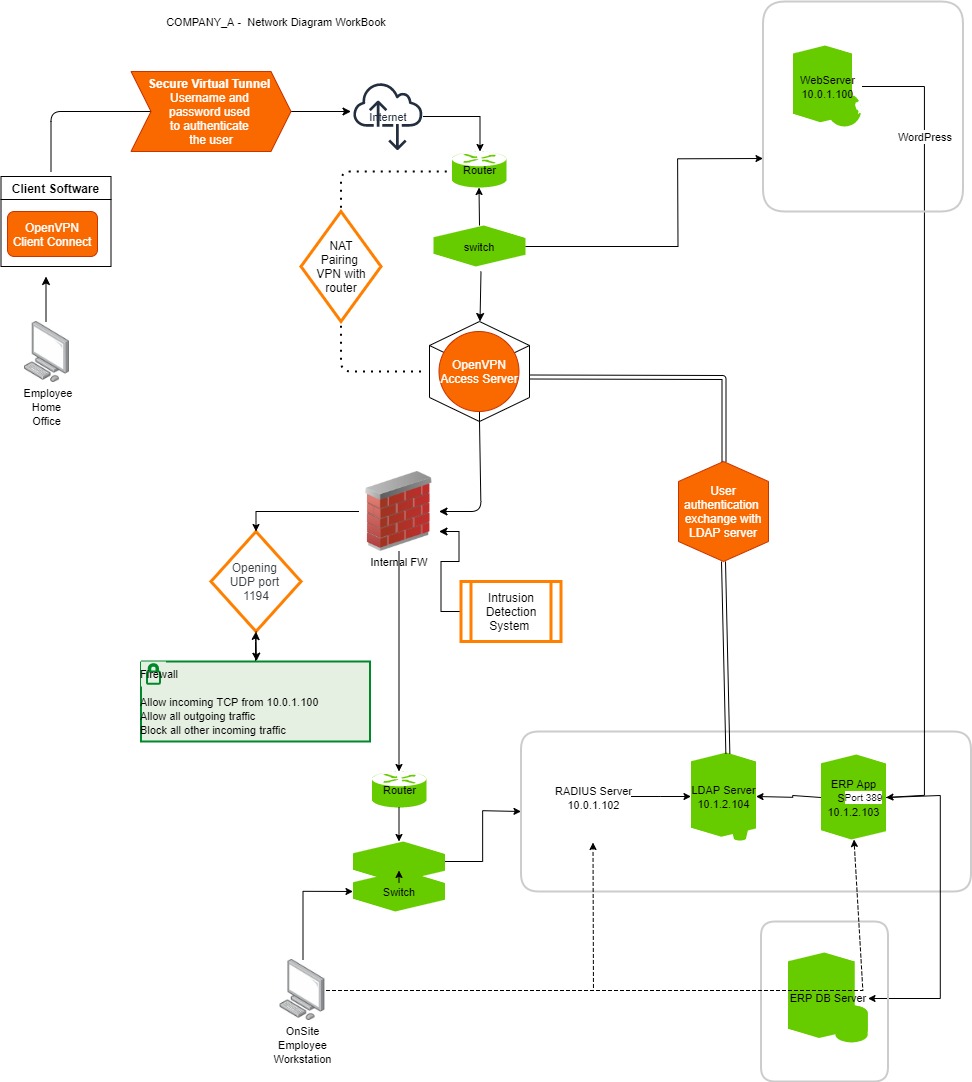 COMPANY_A - Network Diagram WorkBook
Secure Virtual Tunnel
Username and
password used
to authenticate
the user
Internet
WebServer
10.0.1.100
WordPress
Router
Client Software
OpenVPN
Client Connect
NAT
Pairing
VPN with
router
switch
OpenVPN
Access Server
Employee
Home
Office
User
authentication
exchange with
LDAP server
Internal FW
Opening
UDP port
1194
Intrusion
Detection
System
Firewall
Allow incoming TCP from 10.0.1.100
Allow all outgoing traffic
Block all other incoming traffic
Router
RADIUS Server
10.0.1.102
LDAP Server
10.1.2.104
ERP App
Port 389
10.1.2.103
Switch
ERP DB Server
OnSite
Employee
Workstation